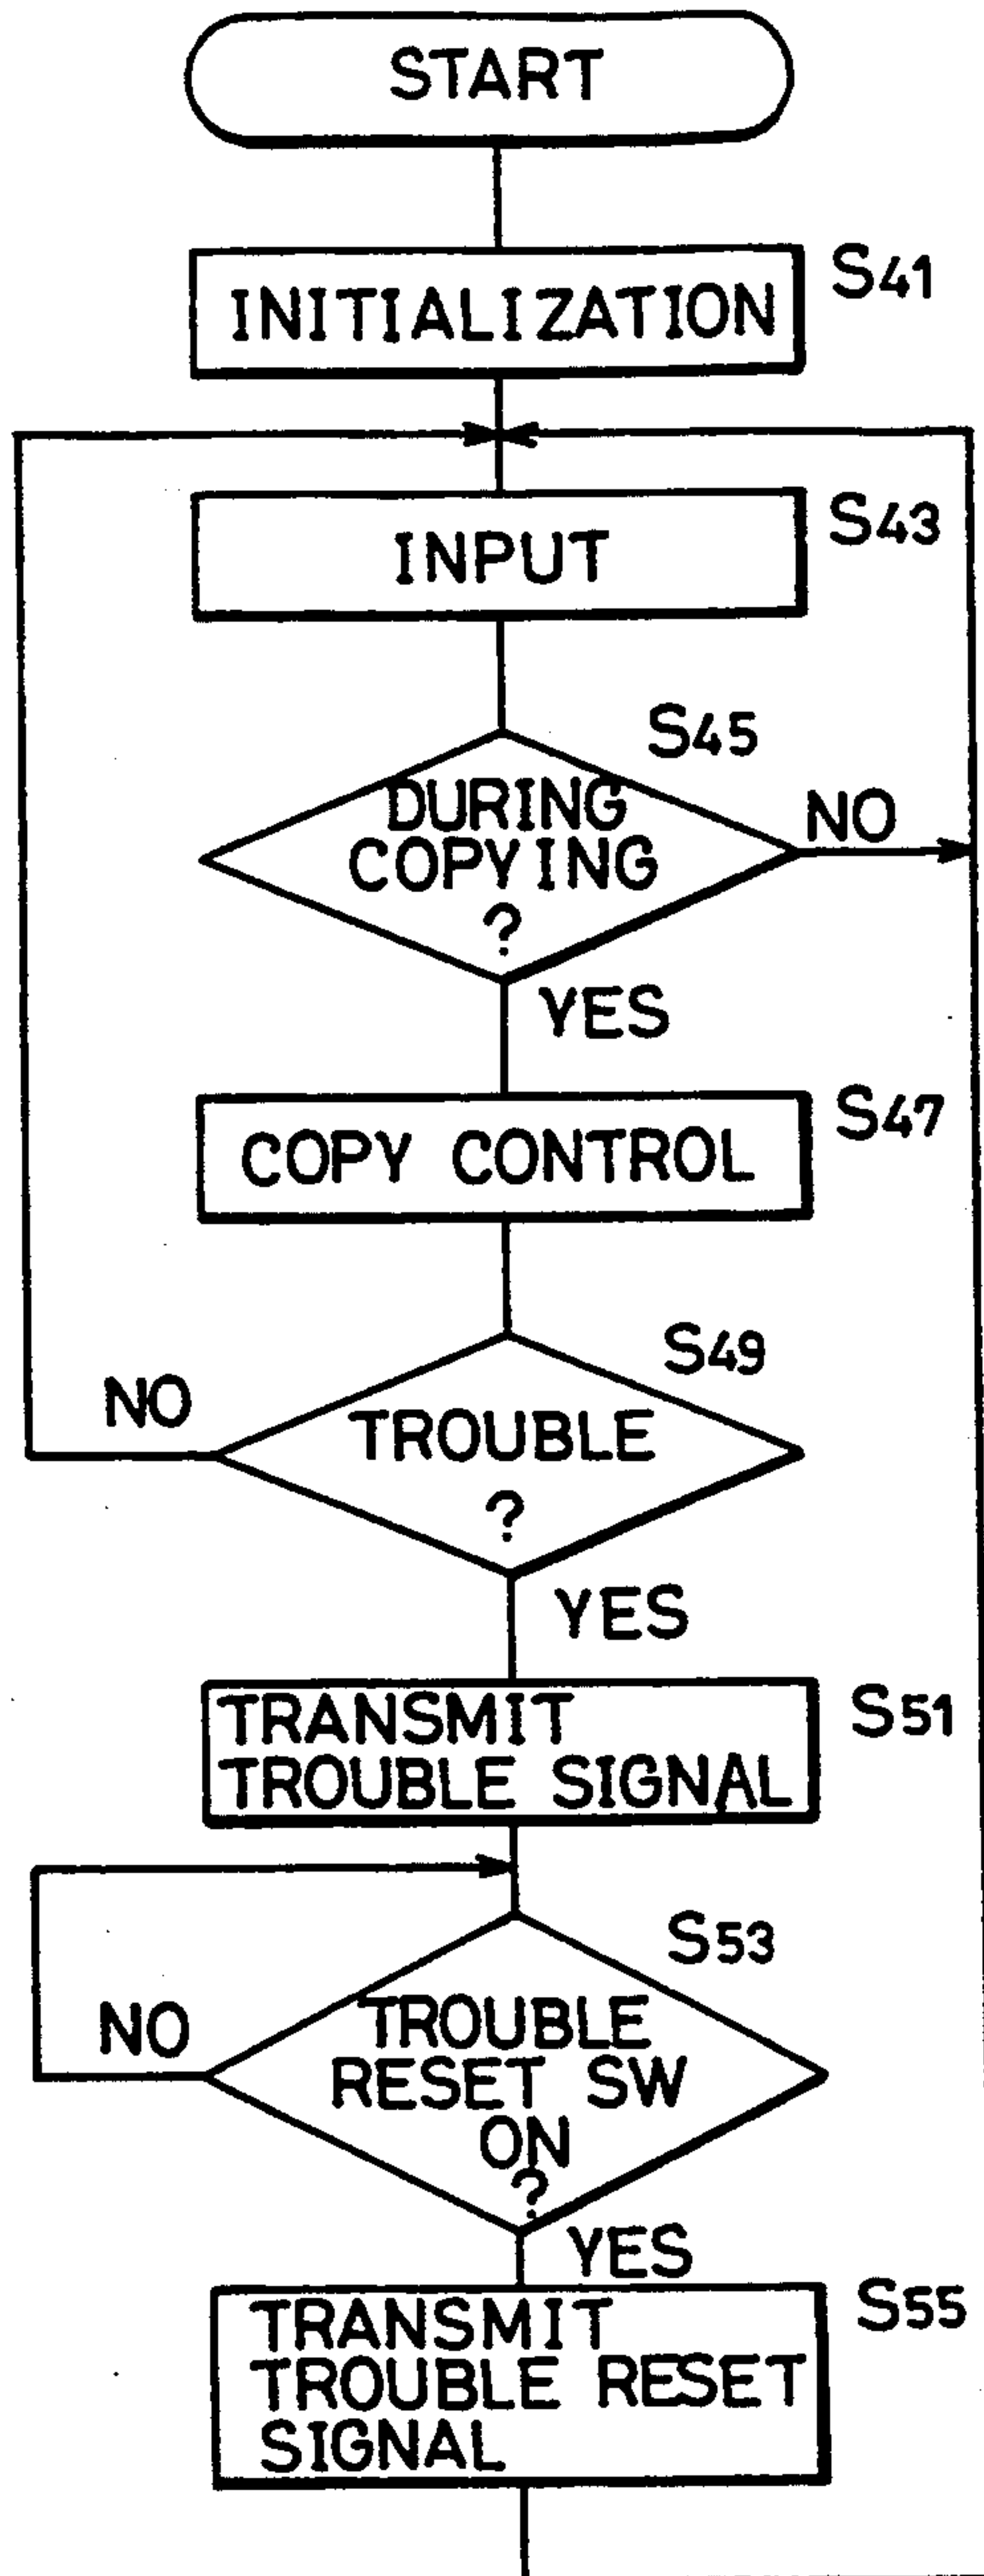 START
INITIALIZATION
S41
INPUT
S43
S45
DURING
COPYING
?
NO
YES
COPY CONTROL
S47
S49
NO
TROUBLE
?
YES
TRANSMIT
TROUBLE SIGNAL
S51
S53
NO
TROUBLE
RESET SW
ON
?
YES
TRANSMIT
TROUBLE RESET
SIGNAL
S55